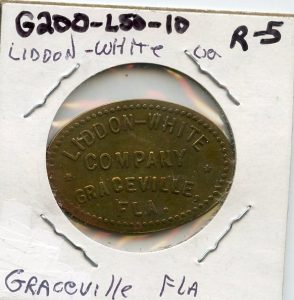 G200-L50-10
LIDDON-WHITE CO
R-5
LIDDON-WHITE
COMPANY
GRACEVILLE,
FLA.
GRACEVILLE FLA